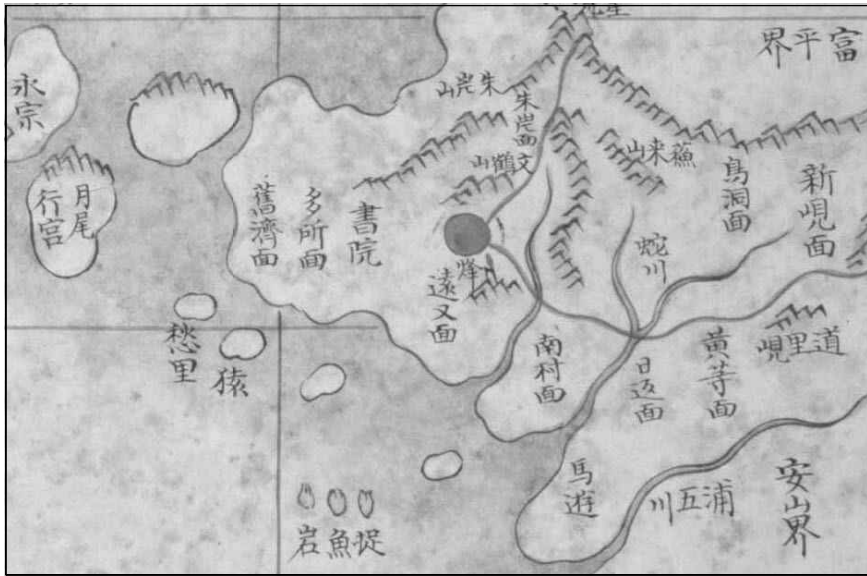 富平界
朱岸山
朱岸面
文鶴山
蘓来山
鳥洞面
新峴面
永宗
月尾
行宮
舊濟面
多所面
書院
烽
遠又面
蛇川
南村面
黃等面
道里峴
愁里
猿
捉魚岩
浦五川
安山界